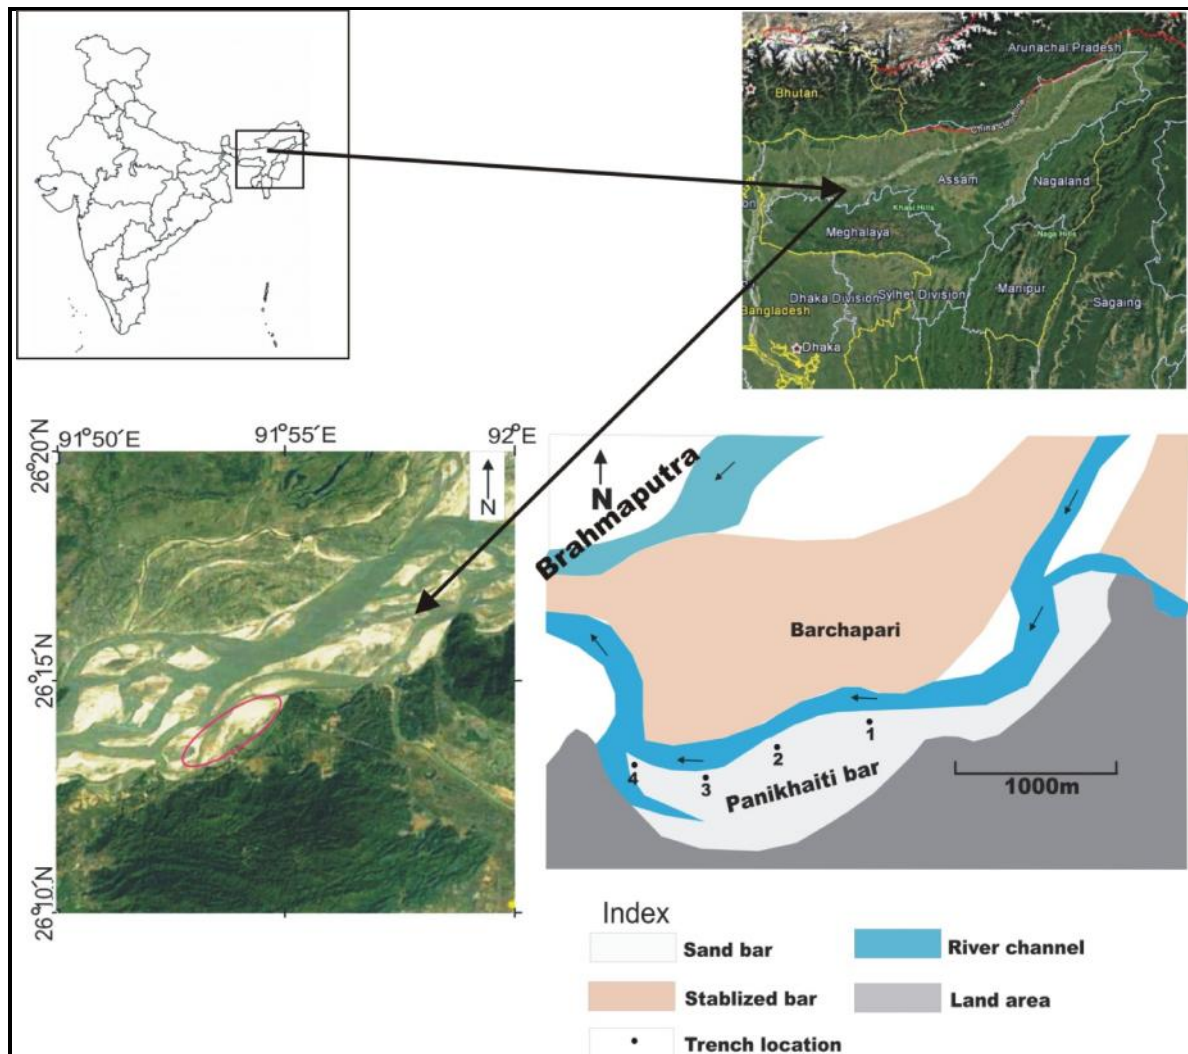 Arunachal Pradesh
Bhutan
China Line
Assam
Nagaland
Khasi Hills
Meghalaya
Naga Hills
Dhaka Division
Sylhet Division
Manipur
Sagaing
Bangladesh
Dhaka
91°50´E
91°55´E
92°E
26°20´N
26°15´N
26°10´N
N
N
Brahmaputra
Barchapari
1
2
3
4
Panikhaiti bar
1000m
Index
Sand bar
River channel
Stablized bar
Land area
Trench location